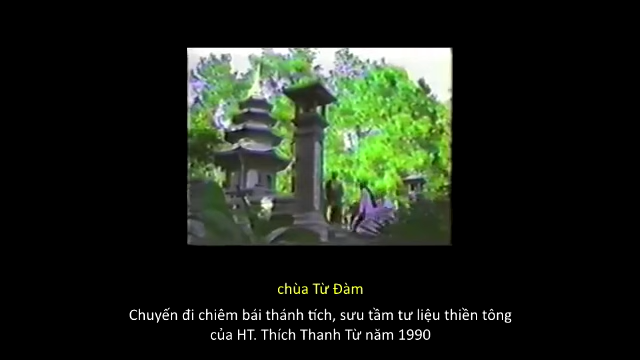 chùa Từ Đàm
Chuyến đi chiêm bái thánh tích, sưu tầm tư liệu thiền tông
của HT. Thích Thanh Từ năm 1990